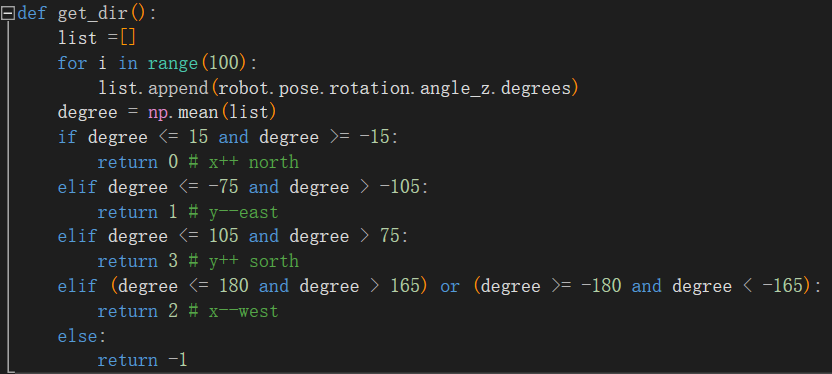 def get_dir():
    list =[]
    for i in range(100):
        list.append(robot.pose.rotation.angle_z.degrees)
    degree = np.mean(list)
    if degree <= 15 and degree >= -15:
        return 0 # x++ north
    elif degree <= -75 and degree > -105:
        return 1 # y--east
    elif degree <= 105 and degree > 75:
        return 3 # y++ sorth
    elif (degree <= 180 and degree > 165) or (degree >= -180 and degree < -165):
        return 2 # x--west
    else:
        return -1